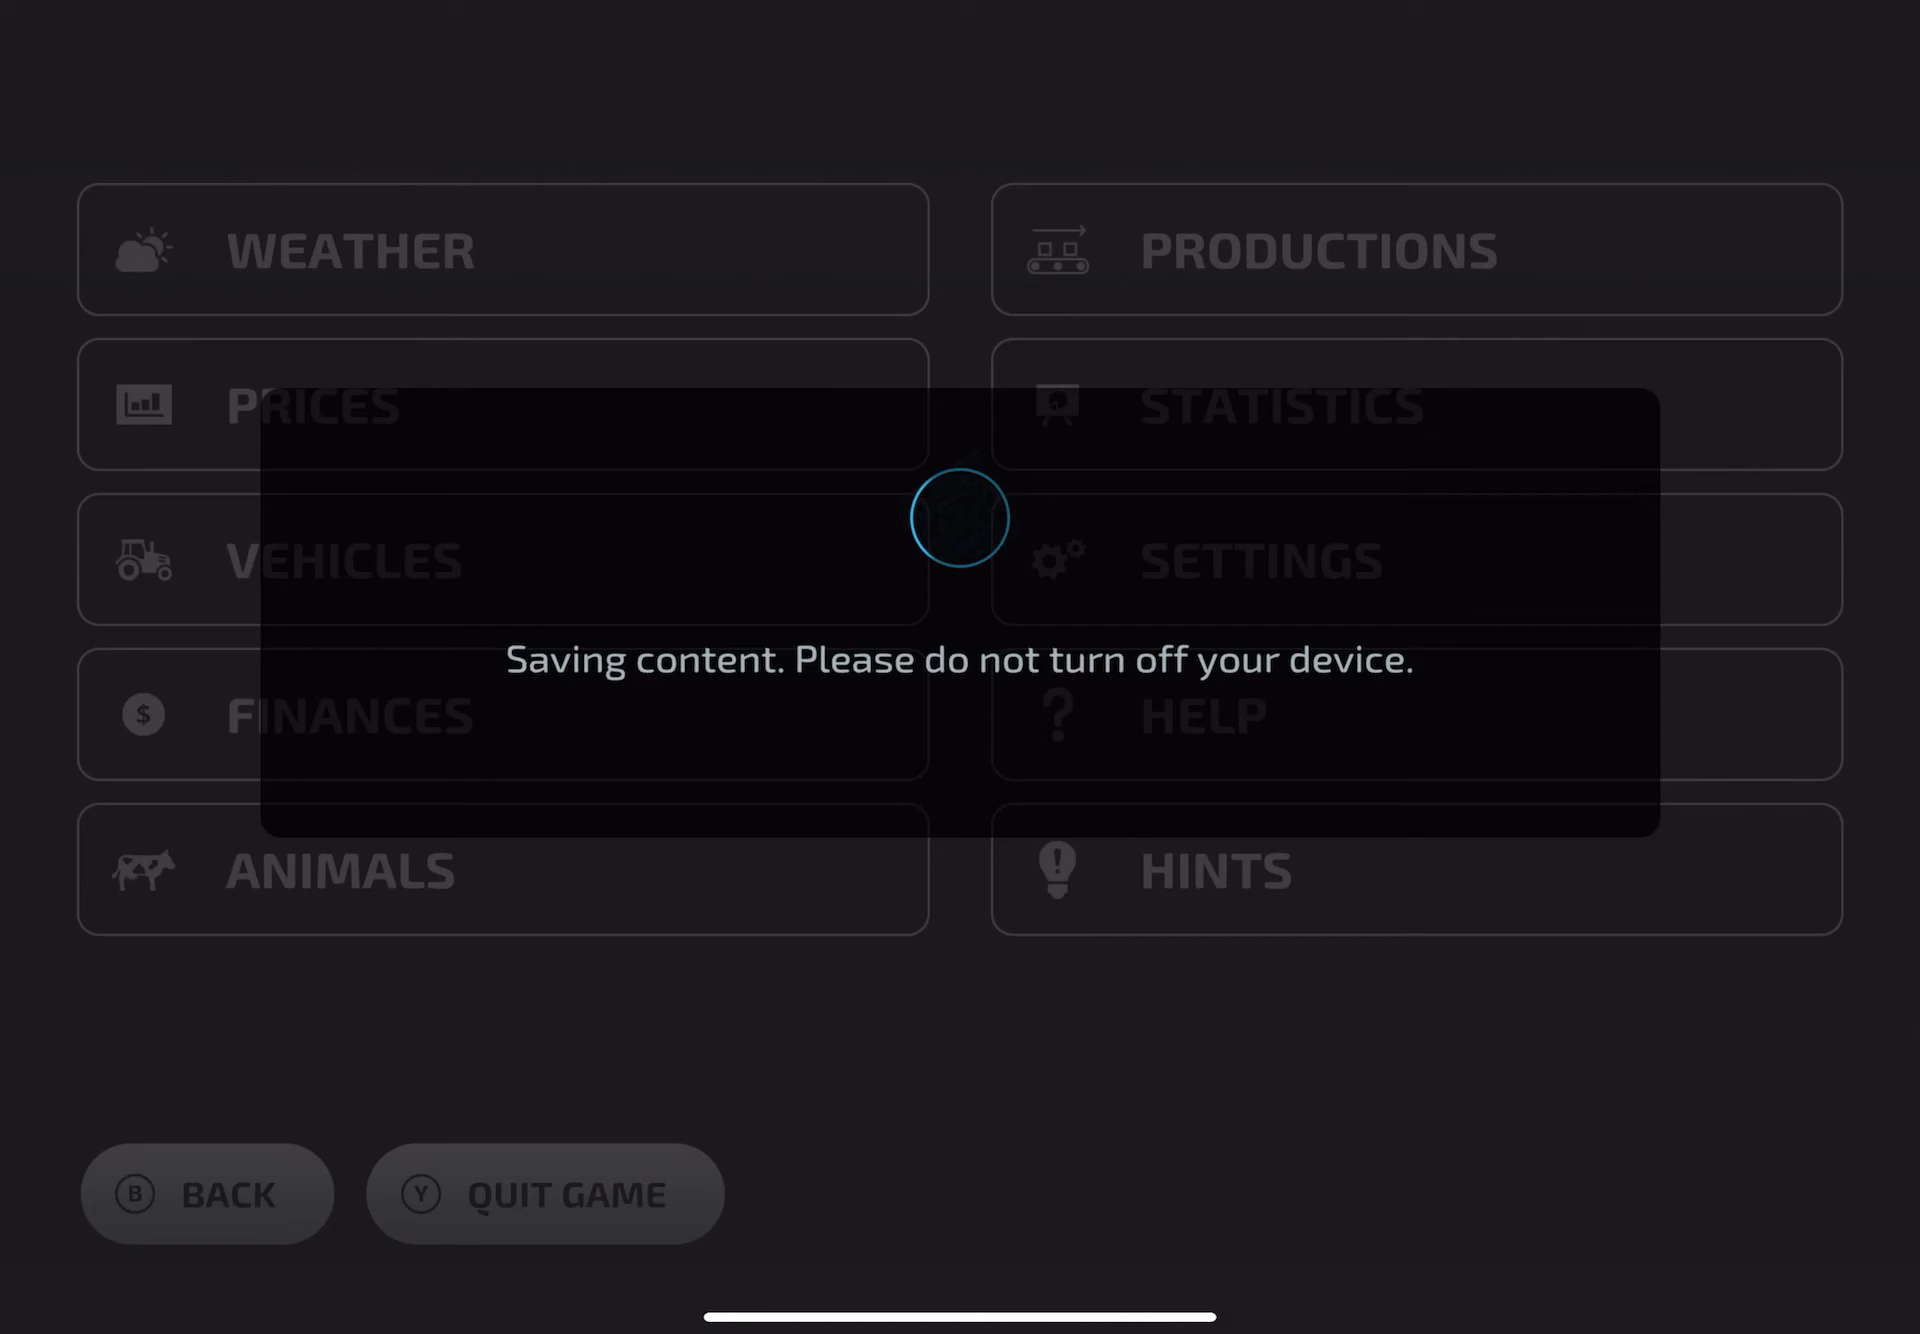 WEATHER
PRODUCTIONS
PRICES
STATISTICS
VEHICLES
SETTINGS
Saving content. Please do not turn off your device.
$ FINANCES
? HELP
ANIMALS
! HINTS
B BACK
Y QUIT GAME